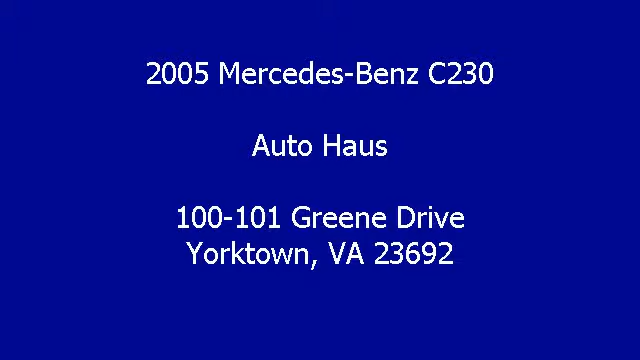 2005 Mercedes-Benz C230
Auto Haus
100-101 Greene Drive
Yorktown, VA 23692